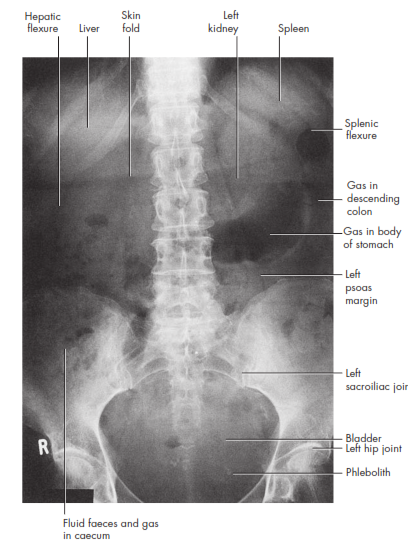 Hepatic
flexure
Liver
Skin
fold
Left
kidney
Spleen
Splenic
flexure
Gas in
descending
colon
Gas in body
of stomach
Left
psoas
margin
Left
sacroiliac joir
Bladder
Left hip joint
Phlebolith
R
Fluid faeces and gas
in caecum